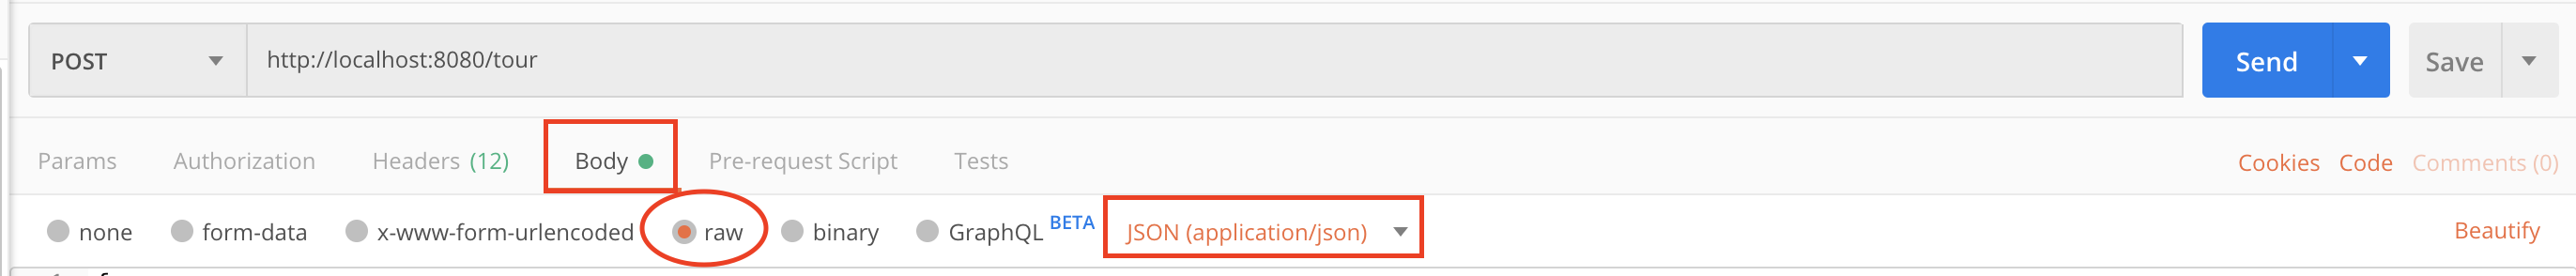 POST http://localhost:8080/tour Send Save
Params Authorization Headers (12) Body Pre-request Script Tests Cookies Code Comments (0)
none form-data x-www-form-urlencoded raw binary GraphQL BETA JSON (application/json) Beautify